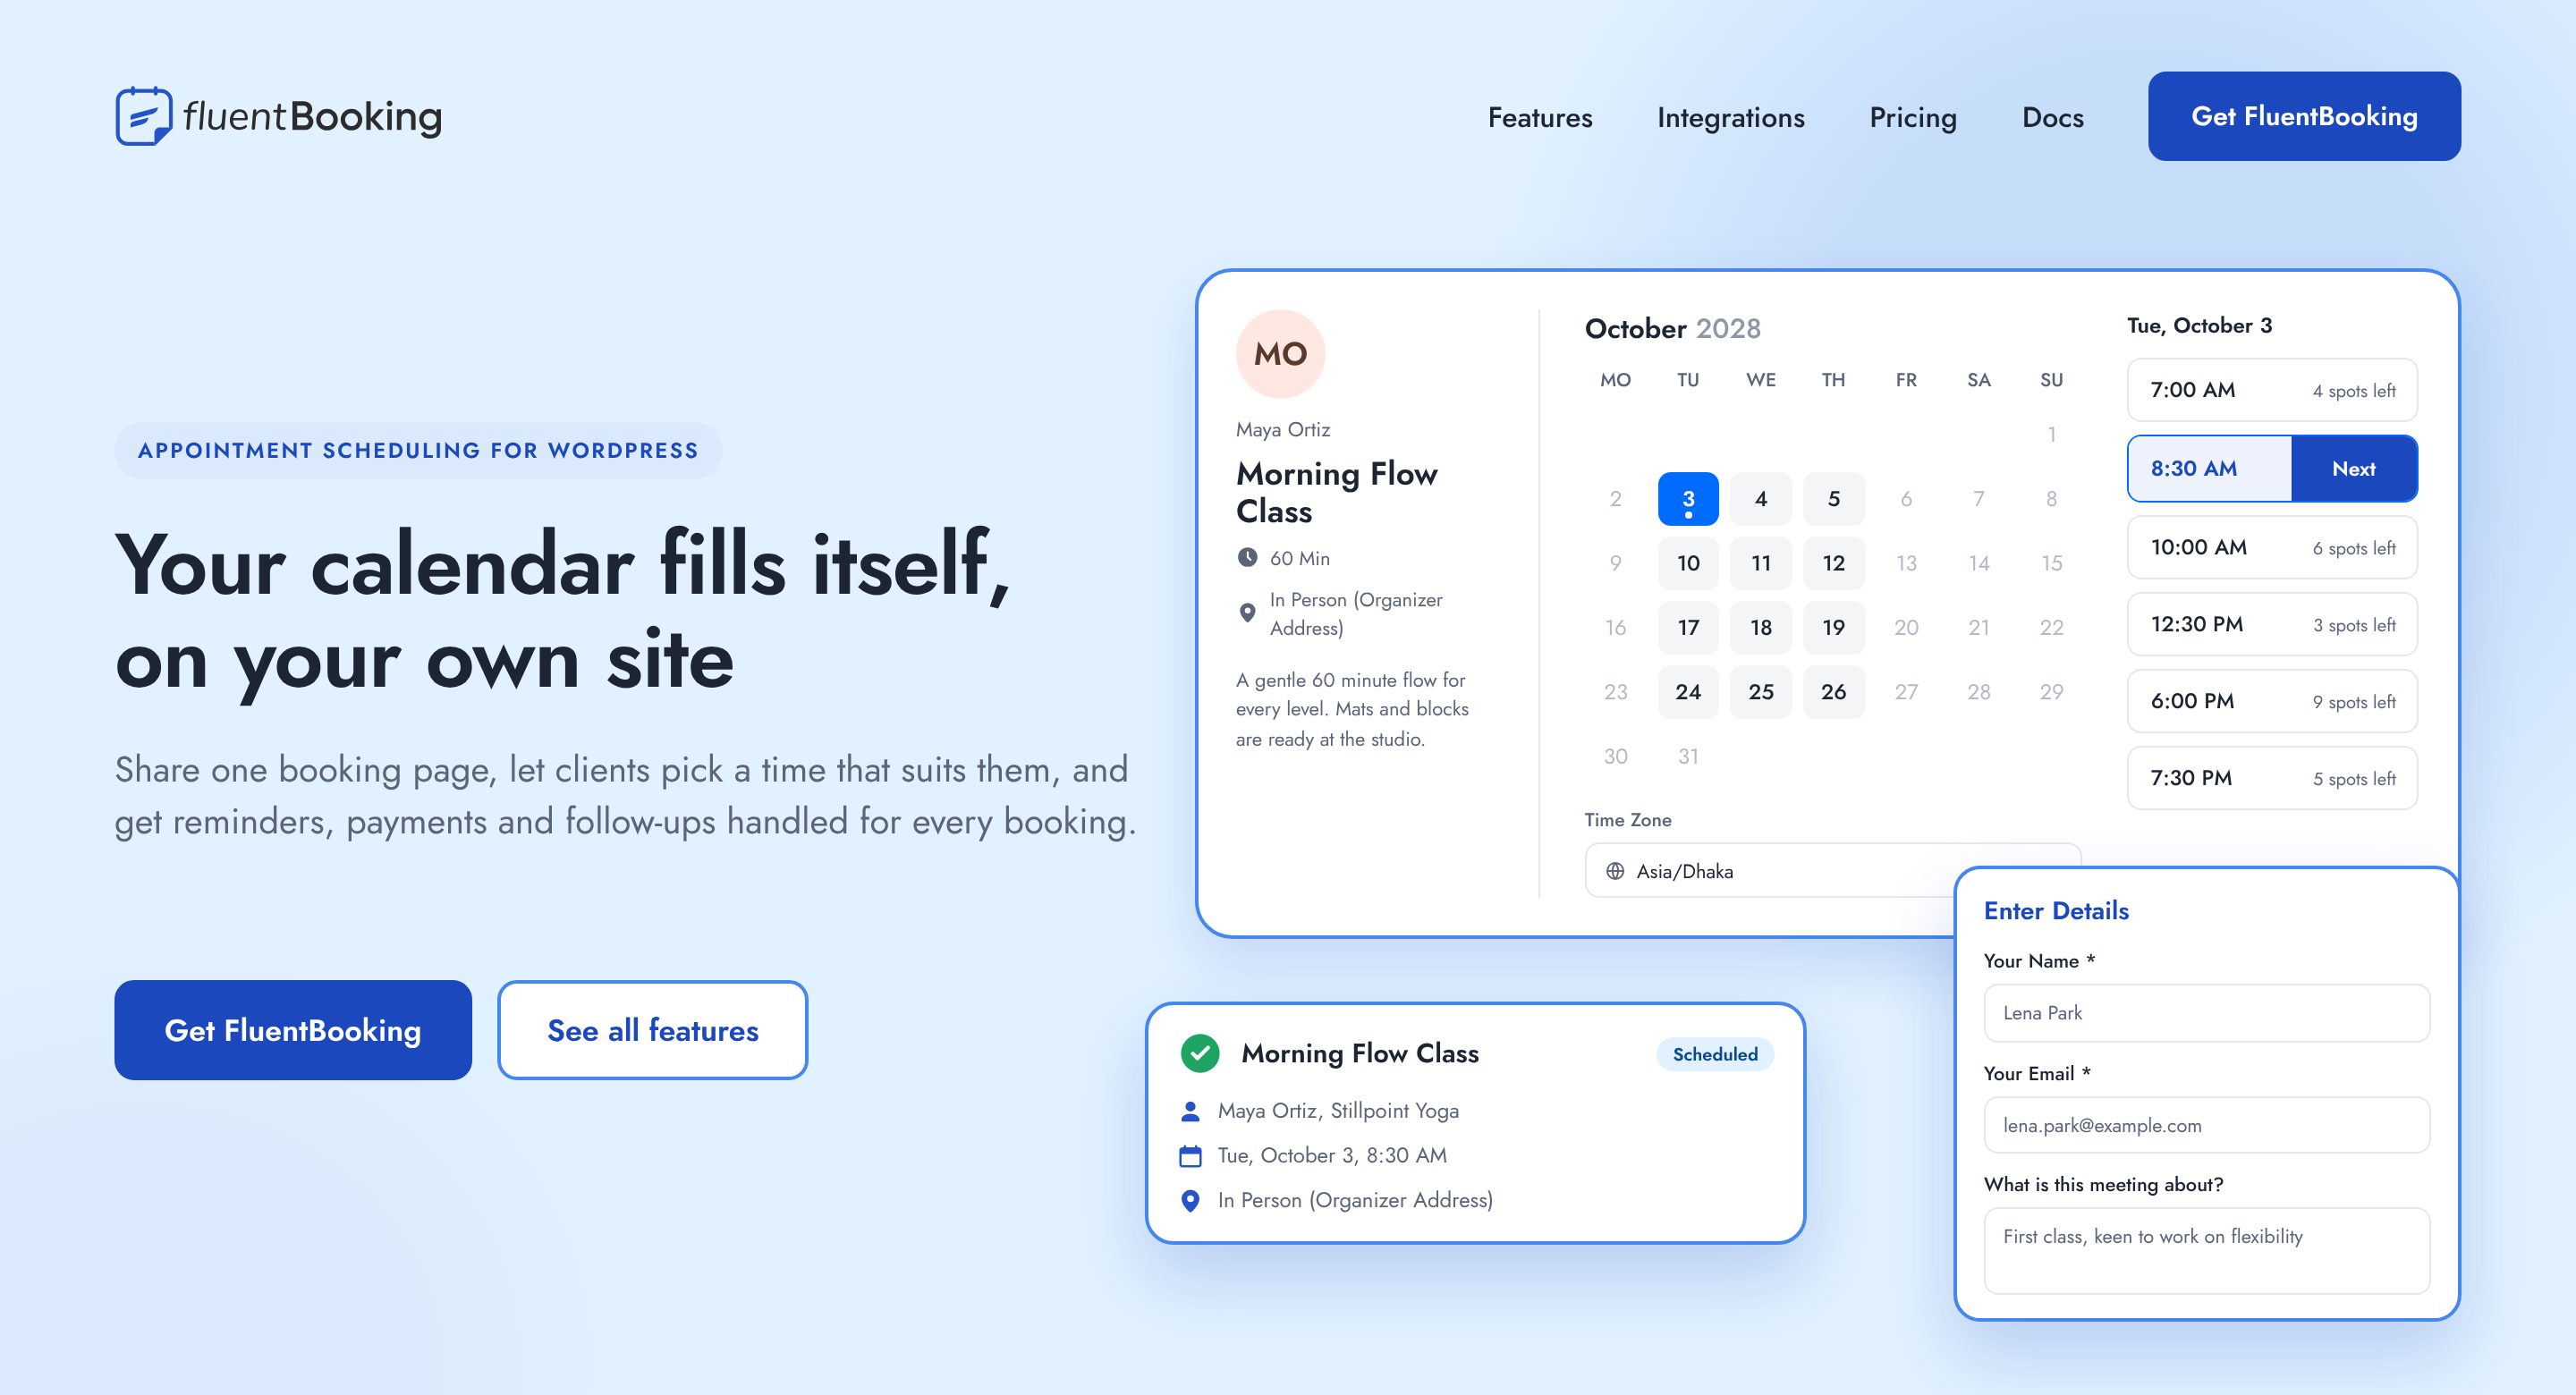 fluentBooking
Features
Integrations
Pricing
Docs
Get FluentBooking
APPOINTMENT SCHEDULING FOR WORDPRESS
Your calendar fills itself,
on your own site
Share one booking page, let clients pick a time that suits them, and
get reminders, payments and follow-ups handled for every booking.
Get FluentBooking
See all features
MO
Maya Ortiz
Morning Flow
Class
60 Min
In Person (Organizer
Address)
A gentle 60 minute flow for
every level. Mats and blocks
are ready at the studio.
October 2028
MO TU WE TH FR SA SU
1
2 3 4 5 6 7 8
9 10 11 12 13 14 15
16 17 18 19 20 21 22
23 24 25 26 27 28 29
30 31
Time Zone
Asia/Dhaka
Tue, October 3
7:00 AM 4 spots left
8:30 AM Next
10:00 AM 6 spots left
12:30 PM 3 spots left
6:00 PM 9 spots left
7:30 PM 5 spots left
Morning Flow Class
Scheduled
Maya Ortiz, Stillpoint Yoga
Tue, October 3, 8:30 AM
In Person (Organizer Address)
Enter Details
Your Name *
Lena Park
Your Email *
lena.park@example.com
What is this meeting about?
First class, keen to work on flexibility